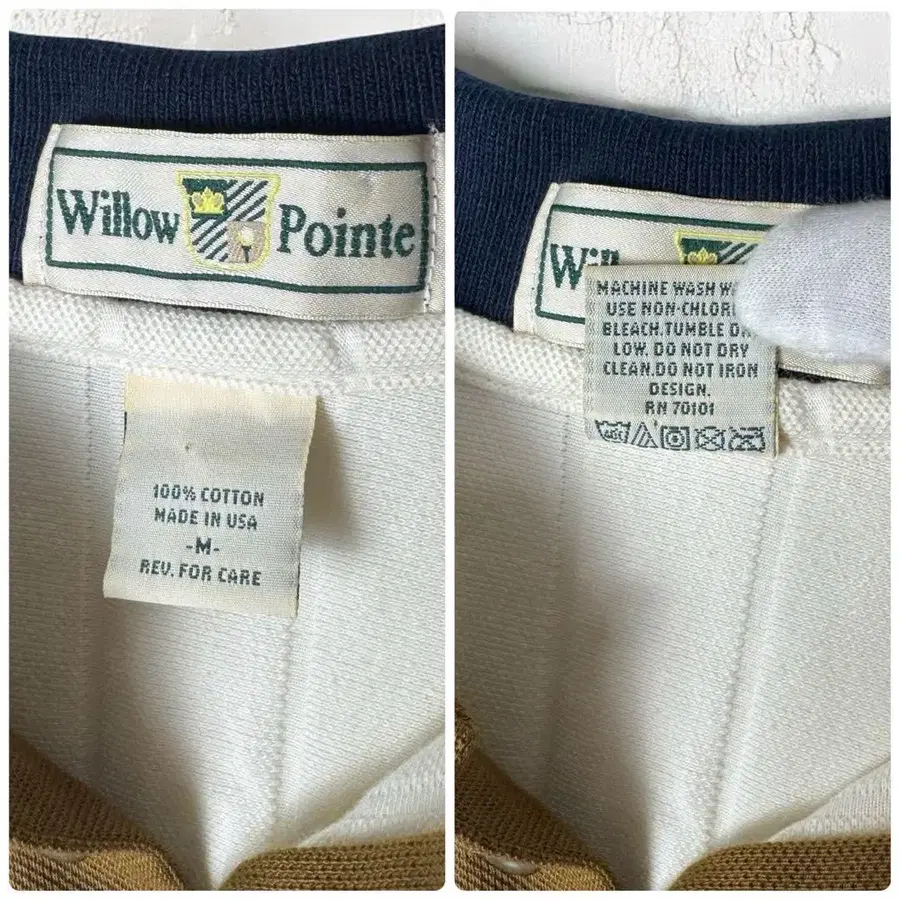 Willow Pointe
100% COTTON
MADE IN USA
-M-
REV. FOR CARE
MACHINE WASH
USE NON-CHLOR
BLEACH.TUMBLE
LOW. DO NOT DRY
CLEAN.DO NOT IRON
DESIGN.
RN 70101